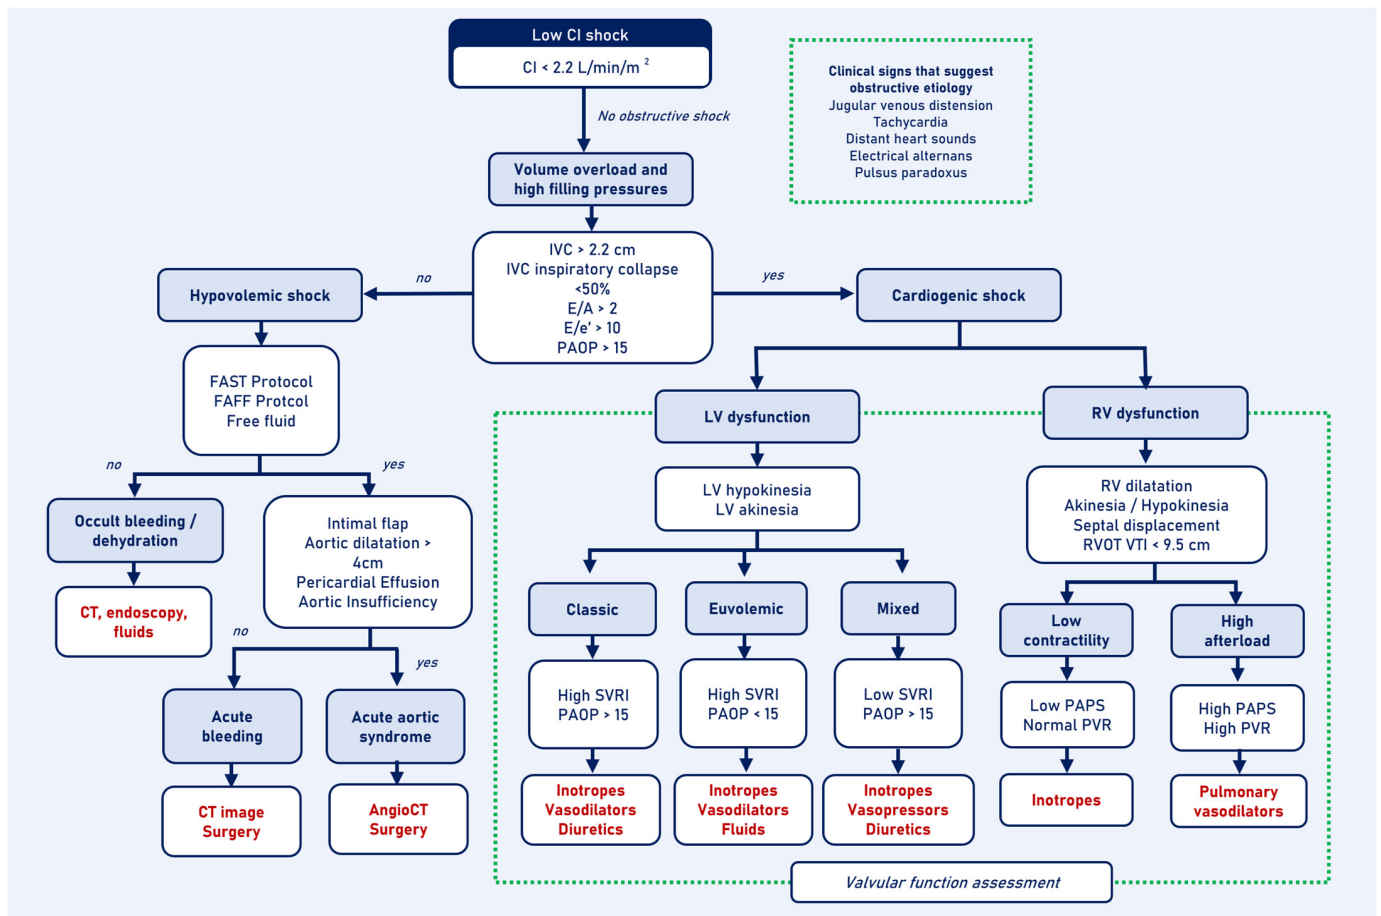 Low CI shock
CI < 2.2 L/min/m 2
No obstructive shock
Clinical signs that suggest
obstructive etiology
Jugular venous distension
Tachycardia
Distant heart sounds
Electrical alternans
Pulsus paradoxus
Volume overload and
high filling pressures
IVC > 2.2 cm
IVC inspiratory collapse
<50%
E/A > 2
E/e' > 10
PAOP > 15
no
yes
Hypovolemic shock
Cardiogenic shock
FAST Protocol
FAFF Protcol
Free fluid
no
yes
Occult bleeding /
dehydration
CT, endoscopy,
fluids
Intimal flap
Aortic dilatation >
4cm
Pericardial Effusion
Aortic Insufficiency
no
yes
Acute
bleeding
CT image
Surgery
Acute aortic
syndrome
AngioCT
Surgery
LV dysfunction
LV hypokinesia
LV akinesia
Classic
High SVRI
PAOP > 15
Inotropes
Vasodilators
Diuretics
Euvolemic
High SVRI
PAOP < 15
Inotropes
Vasodilators
Fluids
Mixed
Low SVRI
PAOP > 15
Inotropes
Vasopressors
Diuretics
RV dysfunction
RV dilatation
Akinesia / Hypokinesia
Septal displacement
RVOT VTI < 9.5 cm
Low
contractility
Low PAPS
Normal PVR
Inotropes
High
afterload
High PAPS
High PVR
Pulmonary
vasodilators
Valvular function assessment